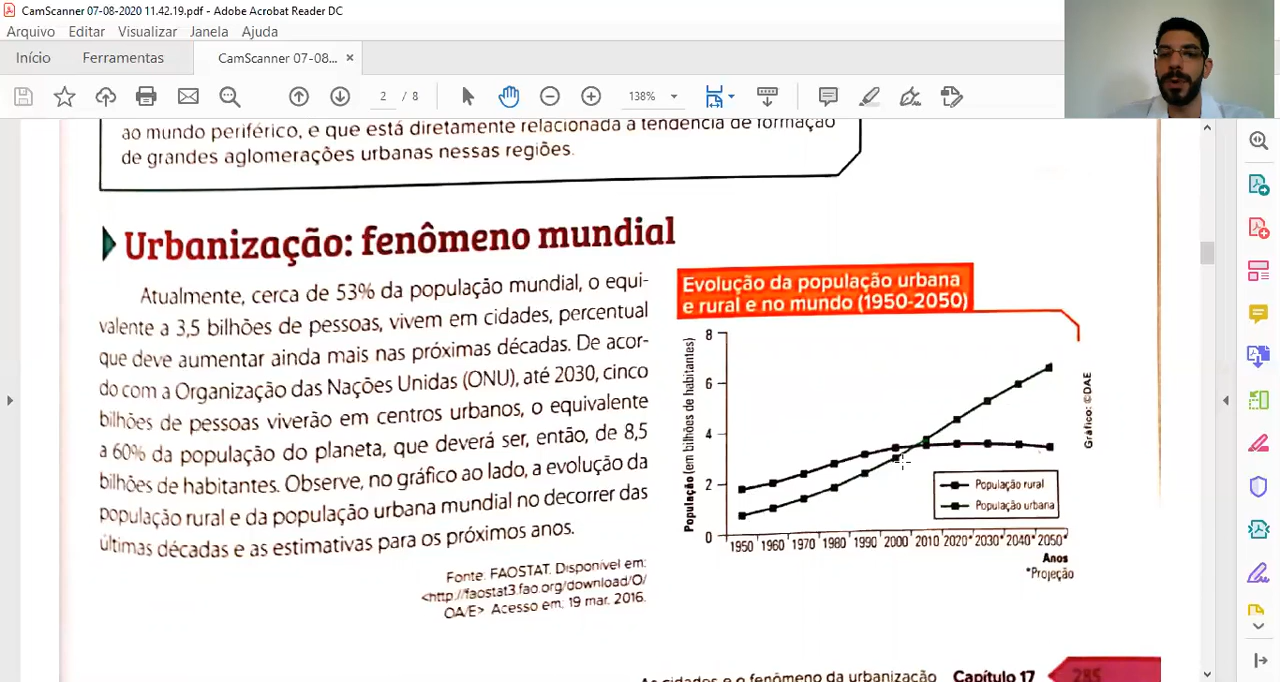 CamScanner 07-08-2020 11.42.19.pdf - Adobe Acrobat Reader DC
Arquivo Editar Visualizar Janela Ajuda
Início Ferramentas CamScanner 07-08... ×
2 / 8 138%
ao mundo periférico, e que está diretamente relacionada à tendência de formação
de grandes aglomerações urbanas nessas regiões.
Urbanização: fenômeno mundial
Atualmente, cerca de 53% da população mundial, o equi-
valente a 3,5 bilhões de pessoas, vivem em cidades, percentual
que deve aumentar ainda mais nas próximas décadas. De acor-
do com a Organização das Nações Unidas (ONU), até 2030, cinco
bilhões de pessoas viverão em centros urbanos, o equivalente
a 60% da população do planeta, que deverá ser, então, de 8,5
bilhões de habitantes. Observe, no gráfico ao lado, a evolução da
população rural e da população urbana mundial no decorrer das
últimas décadas e as estimativas para os próximos anos.
Fonte: FAOSTAT. Disponível em:
<http://faostat3.fao.org/download/O/
OA/E> Acesso em: 19 mar. 2016.
Evolução da população urbana
e rural e no mundo (1950-2050)
População (em bilhões de habitantes)
8
6
4
2
0
População rural
População urbana
1950 1960 1970 1980 1990 2000 2010 2020* 2030* 2040* 2050*
Anos
*Projeção
Gráfico: ©DAE
As cidades e o fenômeno da urbanização Capítulo 17 285